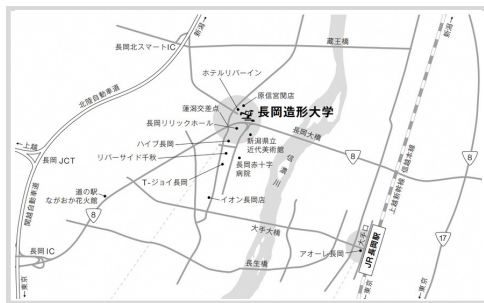 新潟
新潟
長岡北スマートIC
蔵王橋
北陸自動車道
ホテルリバーイン
原信宮関店
蓮潟交差点
長岡造形大学
長岡リリックホール
長岡大橋
新潟県立
近代美術館
ハイブ長岡
上越
長岡JCT
リバーサイド千秋
長岡赤十字
病院
信濃川
8
8
T-ジョイ長岡
上越新幹線
信越本線
道の駅
ながおか花火館
イオン長岡店
関越自動車道
8
大手大橋
大手口
17
アオーレ長岡
JR長岡駅
長岡IC
長生橋
東京
東京
東京